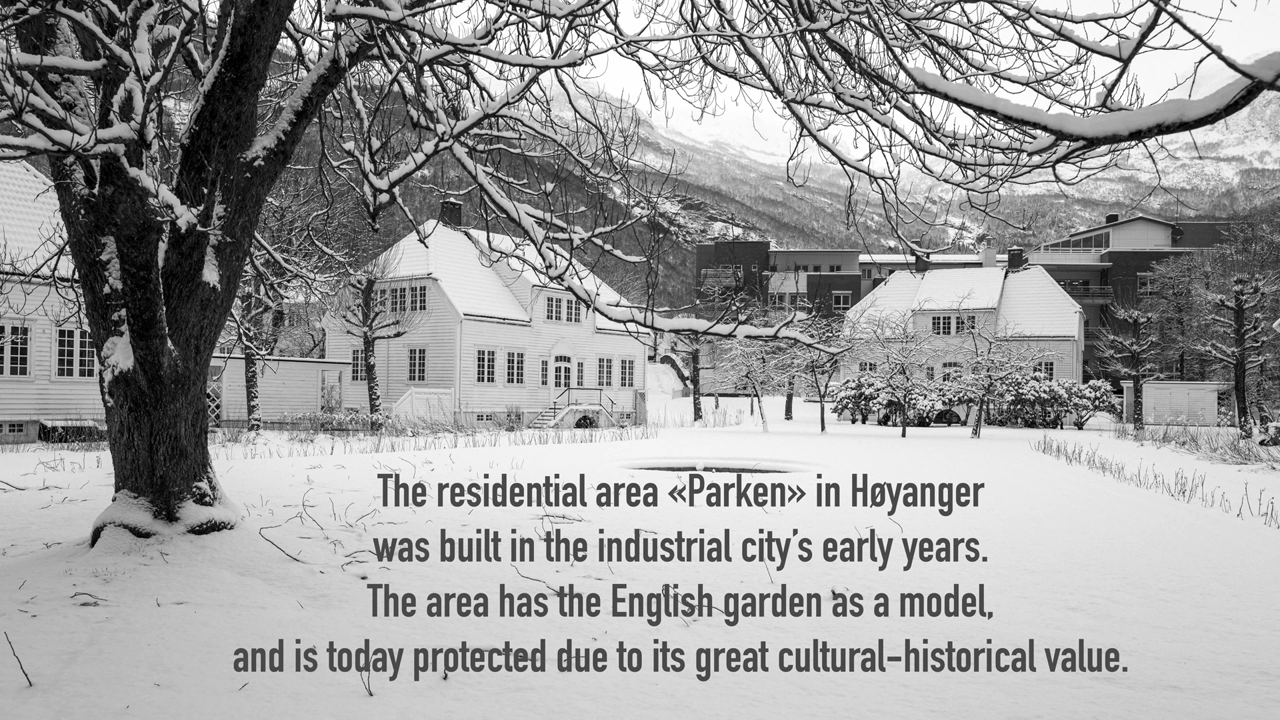 The residential area «Parken» in Høyanger
was built in the industrial city’s early years.
The area has the English garden as a model,
and is today protected due to its great cultural-historical value.